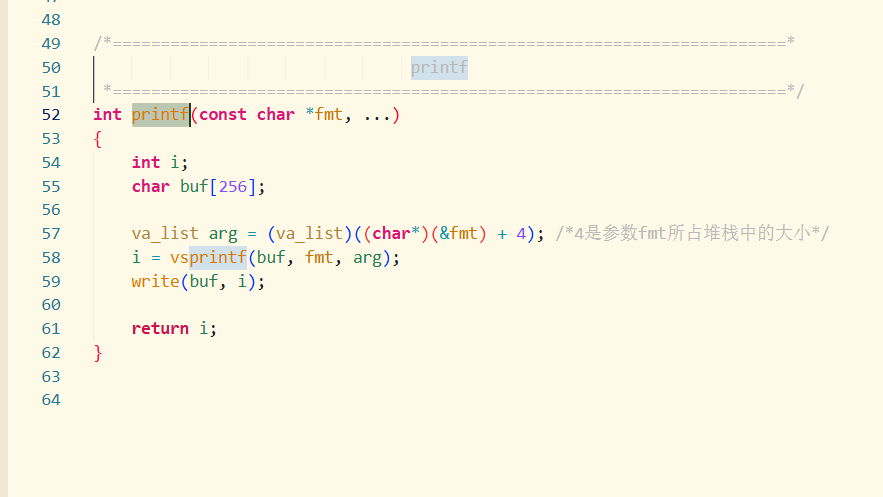 48
49 /*======================================================================*
50 printf
51 *======================================================================*/
52 int printf(const char *fmt, ...)
53 {
54 int i;
55 char buf[256];
56
57 va_list arg = (va_list)((char*)(&fmt) + 4); /*4是参数fmt所占堆栈中的大小*/
58 i = vsprintf(buf, fmt, arg);
59 write(buf, i);
60
61 return i;
62 }
63
64